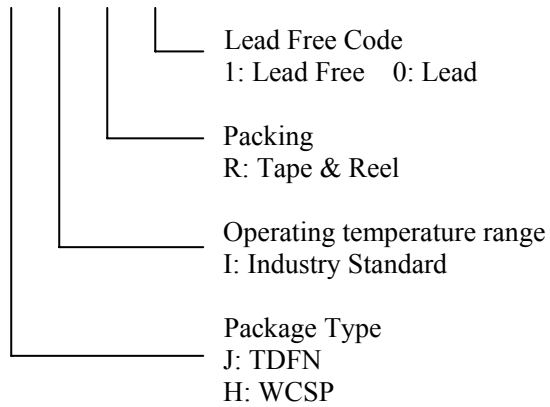 Lead Free Code
1: Lead Free 0: Lead
Packing
R: Tape & Reel
Operating temperature range
I: Industry Standard
Package Type
J: TDFN
H: WCSP